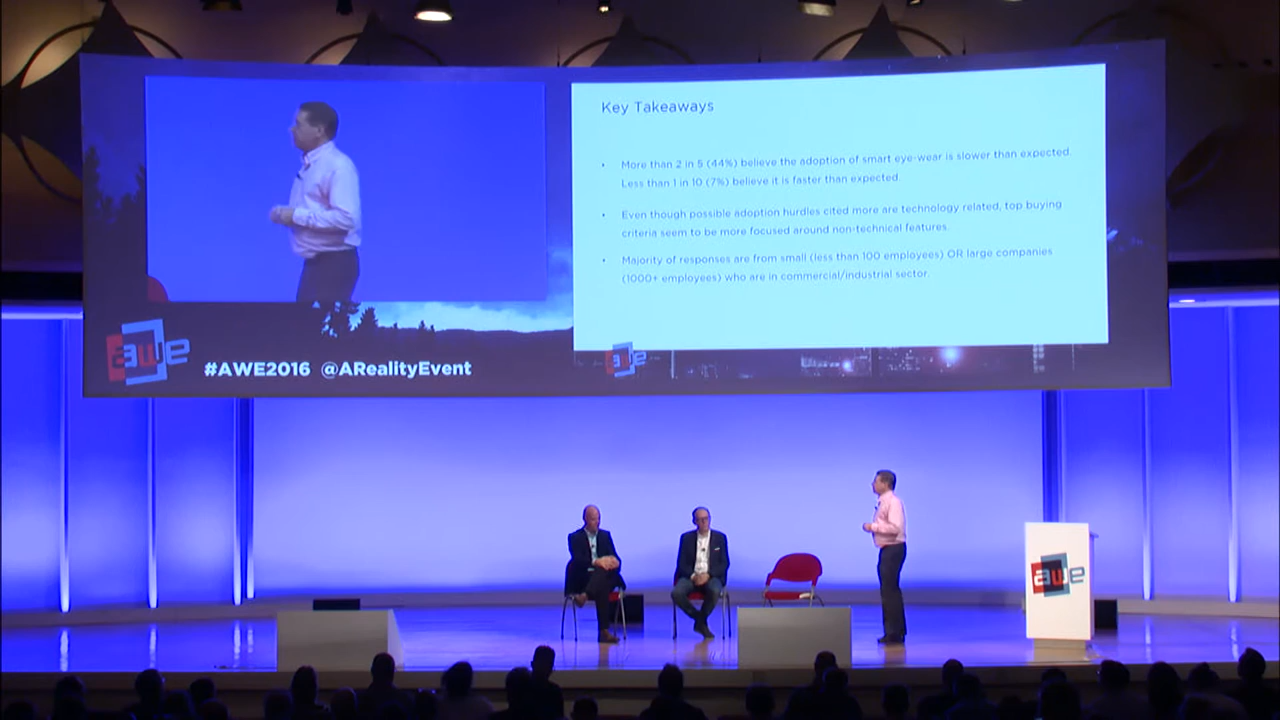 Key Takeaways
• More than 2 in 5 (44%) believe the adoption of smart eye-wear is slower than expected.
Less than 1 in 10 (7%) believe it is faster than expected.
• Even though possible adoption hurdles cited more are technology related, top buying
criteria seem to be more focused around non-technical features.
• Majority of responses are from small (less than 100 employees) OR large companies
(1000+ employees) who are in commercial/industrial sector.
awe
#AWE2016 @ARealityEvent
awe
awe